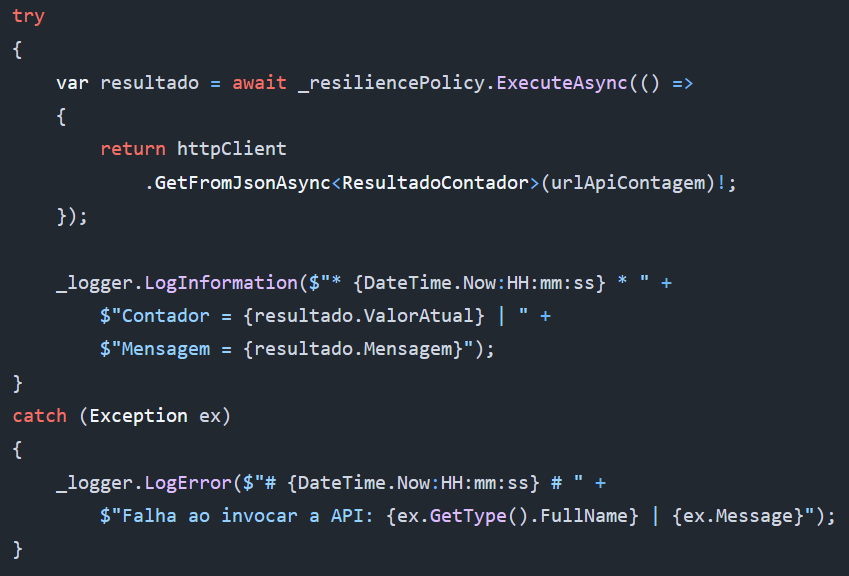 try
{
    var resultado = await _resiliencePolicy.ExecuteAsync(() =>
    {
        return httpClient
            .GetFromJsonAsync<ResultadoContador>(urlApiContagem)!;
    });

    _logger.LogInformation($"* {DateTime.Now:HH:mm:ss} * " +
        $"Contador = {resultado.ValorAtual} | " +
        $"Mensagem = {resultado.Mensagem}");
}
catch (Exception ex)
{
    _logger.LogError($"# {DateTime.Now:HH:mm:ss} # " +
        $"Falha ao invocar a API: {ex.GetType().FullName} | {ex.Message}");
}